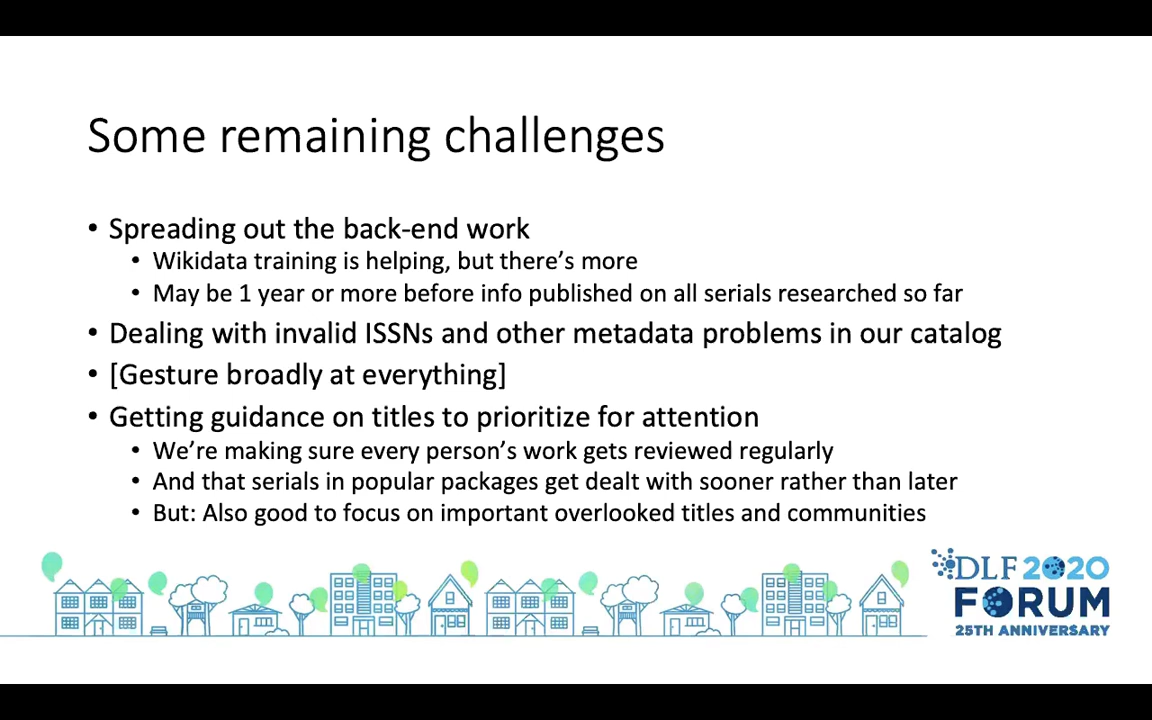 Some remaining challenges
• Spreading out the back-end work
• Wikidata training is helping, but there’s more
• May be 1 year or more before info published on all serials researched so far
• Dealing with invalid ISSNs and other metadata problems in our catalog
• [Gesture broadly at everything]
• Getting guidance on titles to prioritize for attention
• We’re making sure every person’s work gets reviewed regularly
• And that serials in popular packages get dealt with sooner rather than later
• But: Also good to focus on important overlooked titles and communities
DLF 2020
FORUM
25TH ANNIVERSARY